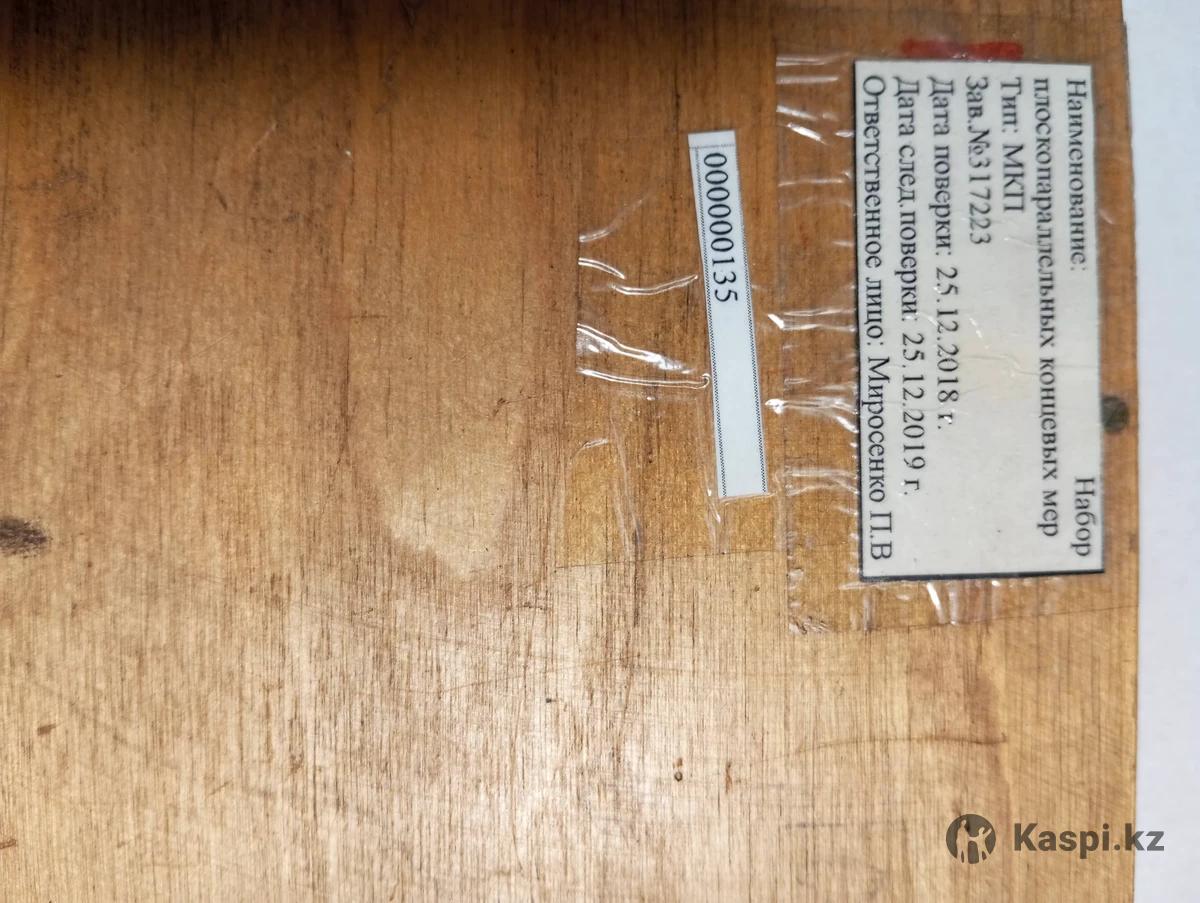 Наименование: Набор
плоскопараллельных концевых мер
Тип: МКП
Зав.№317223
Дата поверки: 25.12.2018 г.
Дата след.поверки: 25.12.2019 г.
Ответственное лицо: Миросенко П.В
000000135
Kaspi.kz